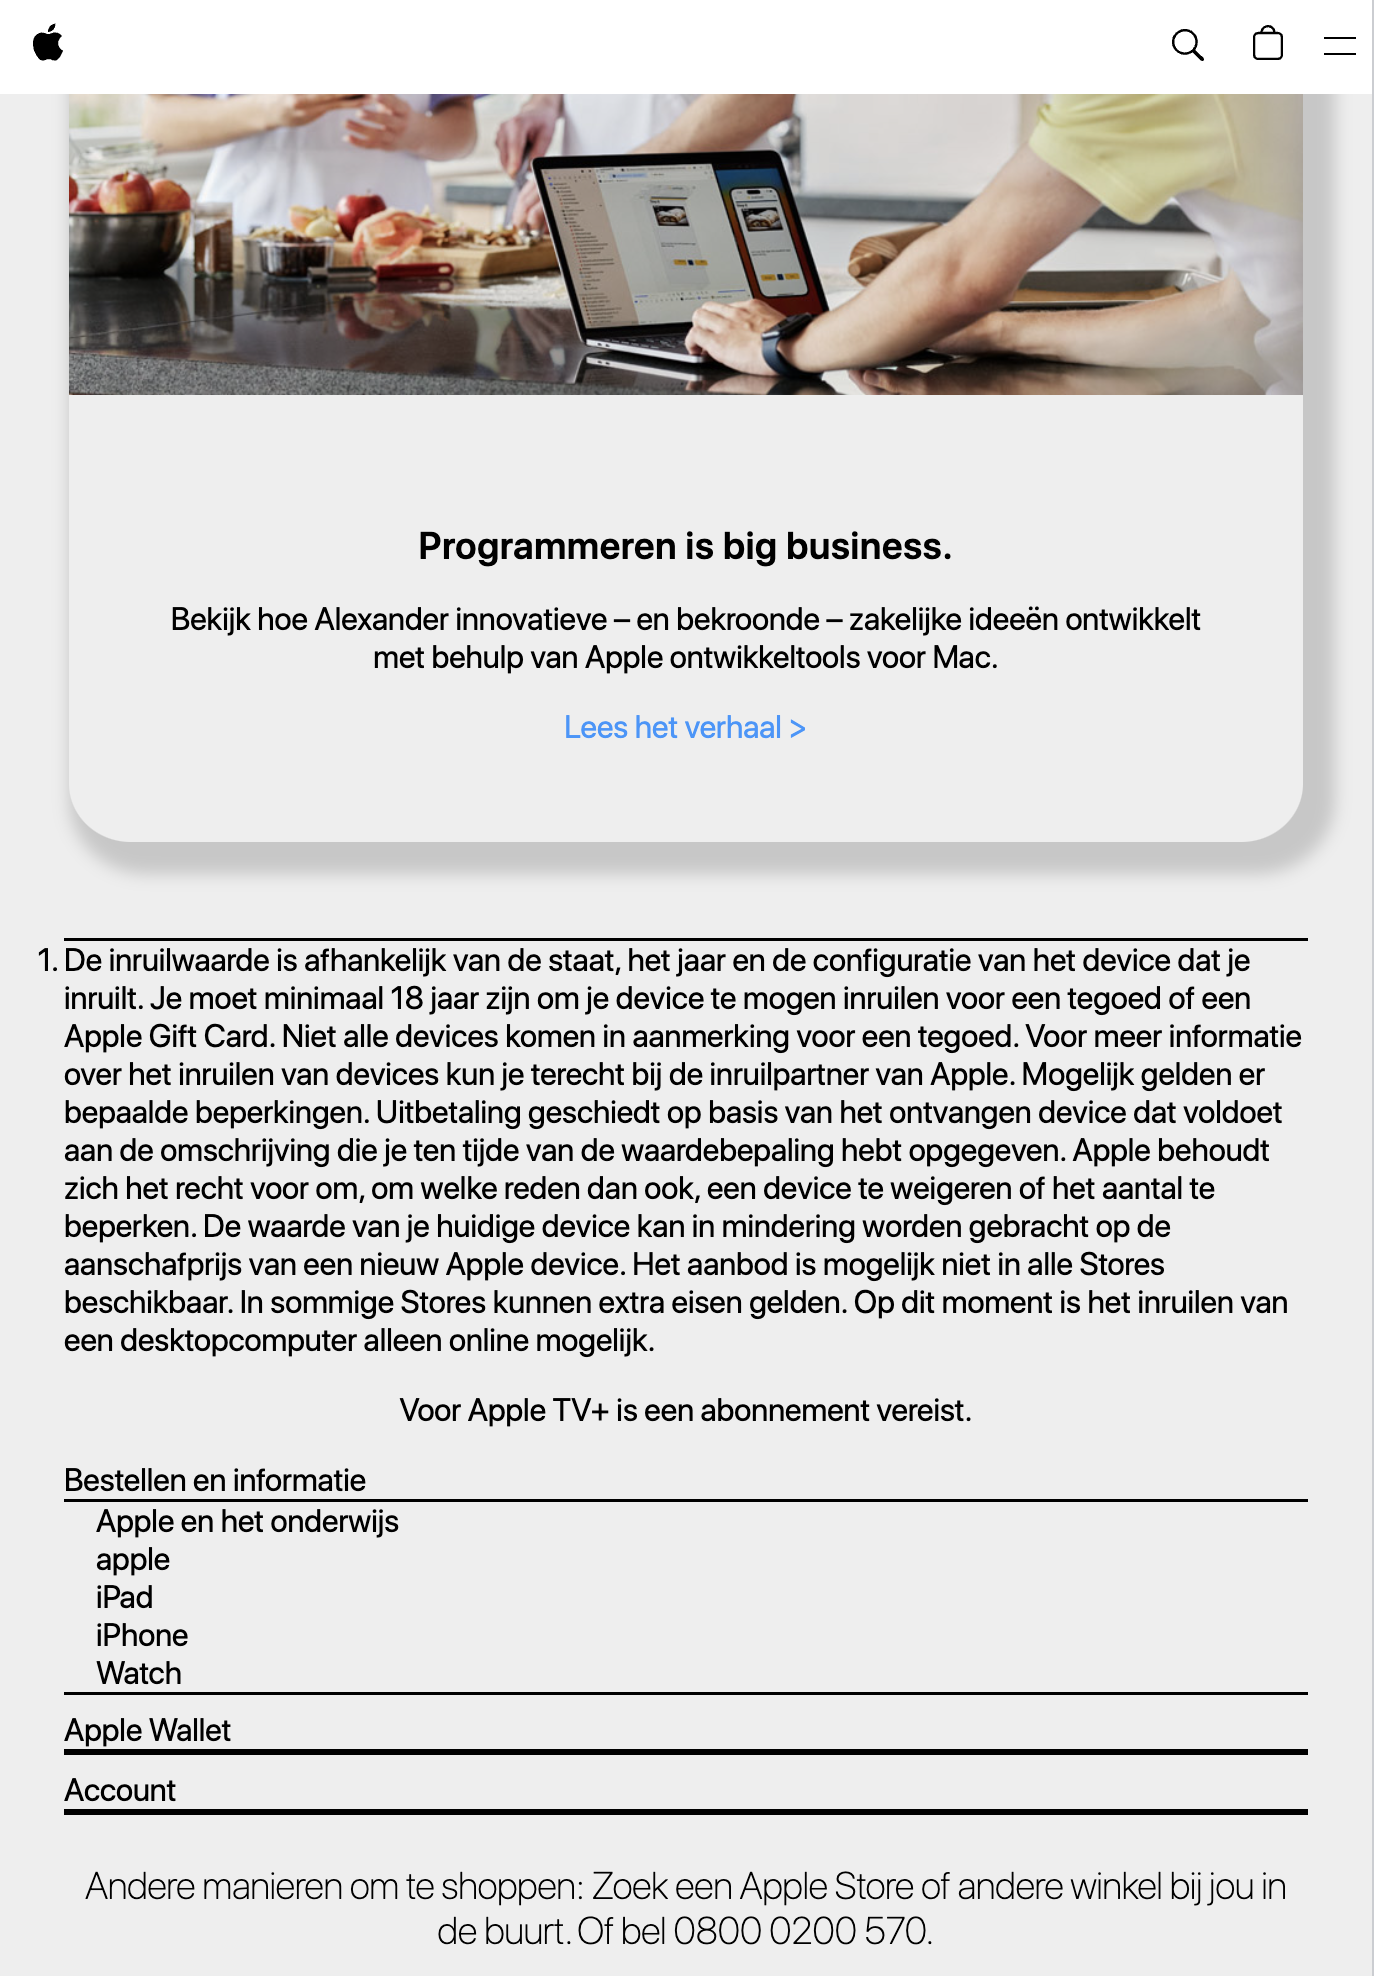 Programmeren is big business.
Bekijk hoe Alexander innovatieve – en bekroonde – zakelijke ideeën ontwikkelt
met behulp van Apple ontwikkeltools voor Mac.
Lees het verhaal >
1. De inruilwaarde is afhankelijk van de staat, het jaar en de configuratie van het device dat je
inruilt. Je moet minimaal 18 jaar zijn om je device te mogen inruilen voor een tegoed of een
Apple Gift Card. Niet alle devices komen in aanmerking voor een tegoed. Voor meer informatie
over het inruilen van devices kun je terecht bij de inruilpartner van Apple. Mogelijk gelden er
bepaalde beperkingen. Uitbetaling geschiedt op basis van het ontvangen device dat voldoet
aan de omschrijving die je ten tijde van de waardebepaling hebt opgegeven. Apple behoudt
zich het recht voor om, om welke reden dan ook, een device te weigeren of het aantal te
beperken. De waarde van je huidige device kan in mindering worden gebracht op de
aanschafprijs van een nieuw Apple device. Het aanbod is mogelijk niet in alle Stores
beschikbaar. In sommige Stores kunnen extra eisen gelden. Op dit moment is het inruilen van
een desktopcomputer alleen online mogelijk.
Voor Apple TV+ is een abonnement vereist.
Bestellen en informatie
Apple en het onderwijs
apple
iPad
iPhone
Watch
Apple Wallet
Account
Andere manieren om te shoppen: Zoek een Apple Store of andere winkel bij jou in
de buurt. Of bel 0800 0200 570.